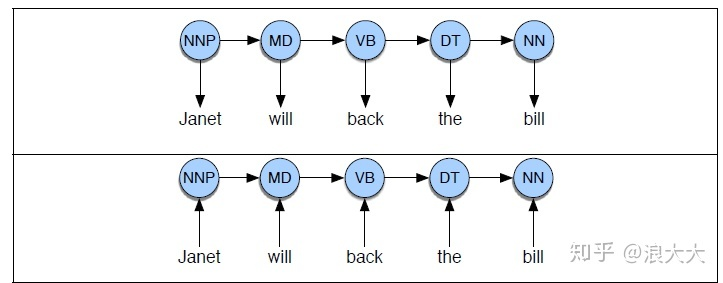 NNP MD VB DT NN
Janet will back the bill
NNP MD VB DT NN
Janet will back the bill
知乎 @浪大大